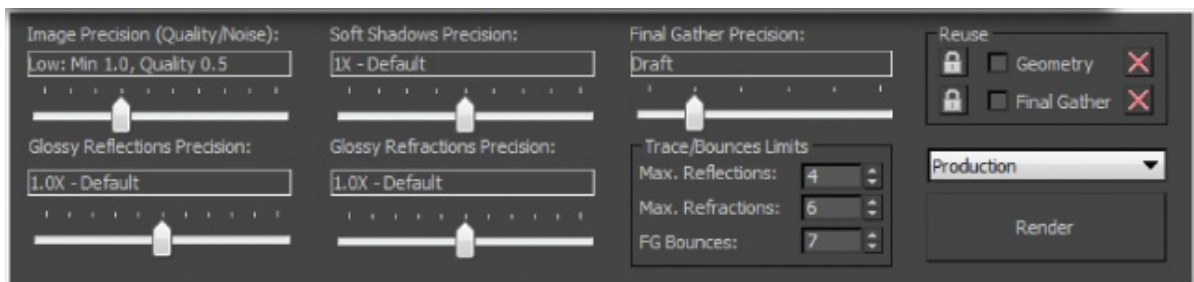 Image Precision (Quality/Noise):
Low: Min 1.0, Quality 0.5
Soft Shadows Precision:
1X - Default
Final Gather Precision:
Draft
Glossy Reflections Precision:
1.0X - Default
Glossy Refractions Precision:
1.0X - Default
Trace/Bounces Limits
Max. Reflections: 4
Max. Refractions: 6
FG Bounces: 7
Reuse
Geometry
Final Gather
Production
Render